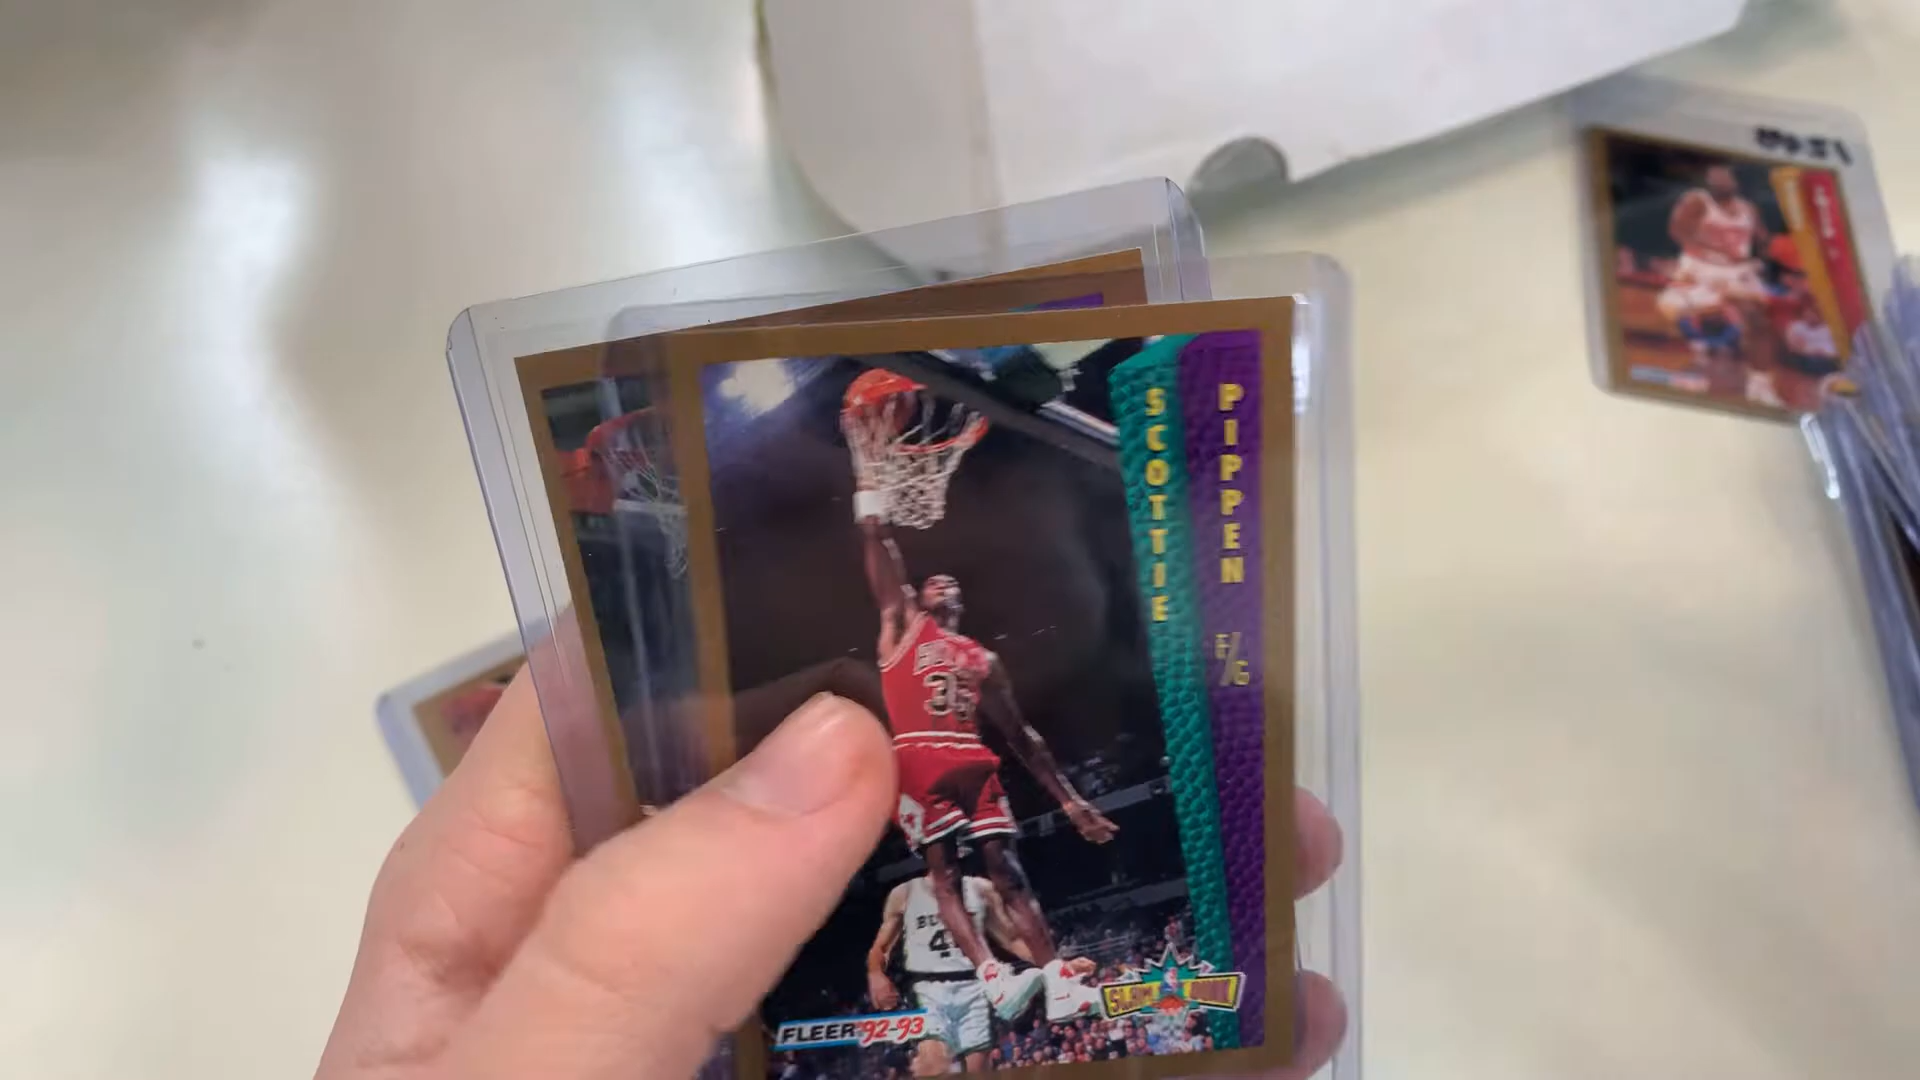 SCOTTIE
PIPPEN
F/G
SLAM DUNK
FLEER '92-93